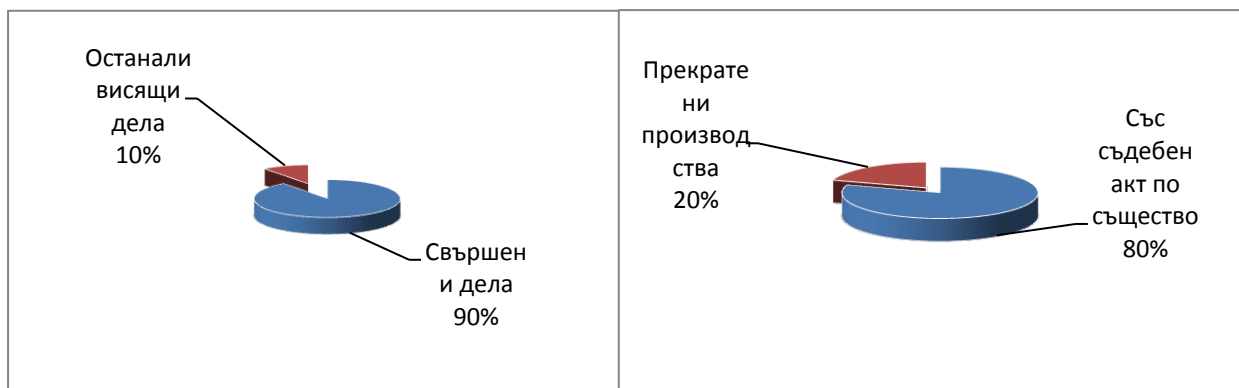 Останали
висящи
дела
10%
Свършен
и дела
90%
Прекрате
ни
производ
ства
20%
Със
съдебен
акт по
същество
80%